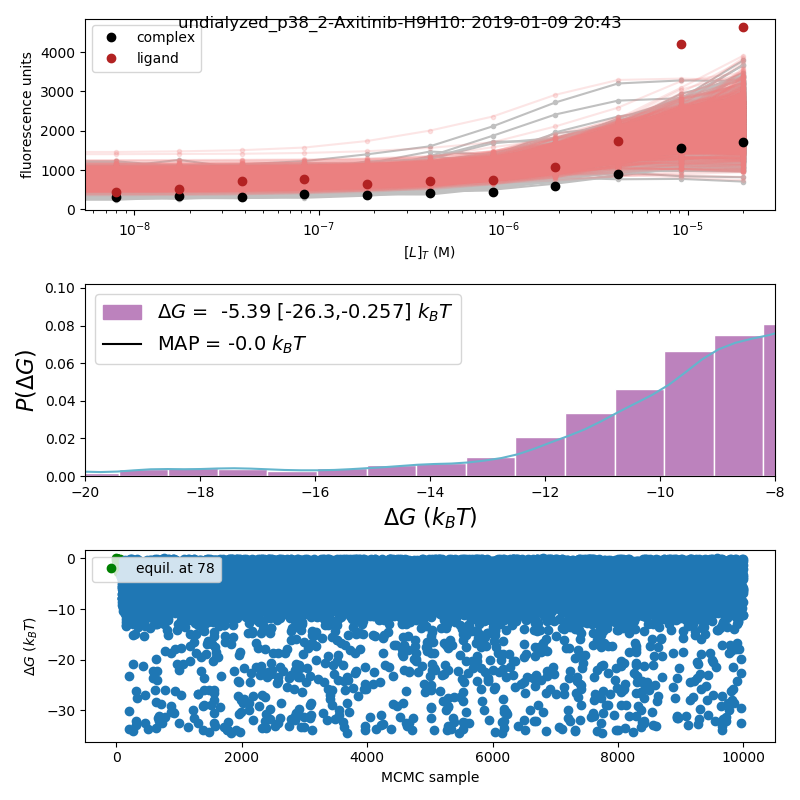 undialyzed_p38_2-Axitinib-H9H10: 2019-01-09 20:43
complex
ligand
fluorescence units
4000
3000
2000
1000
0
10⁻⁸
10⁻⁷
10⁻⁶
10⁻⁵
[L]_T (M)
ΔG = -5.39 [-26.3,-0.257] k_BT
MAP = -0.0 k_BT
P(ΔG)
0.10
0.08
0.06
0.04
0.02
0.00
−20
−18
−16
−14
−12
−10
−8
ΔG (k_BT)
equil. at 78
ΔG (k_BT)
0
−10
−20
−30
0
2000
4000
6000
8000
10000
MCMC sample